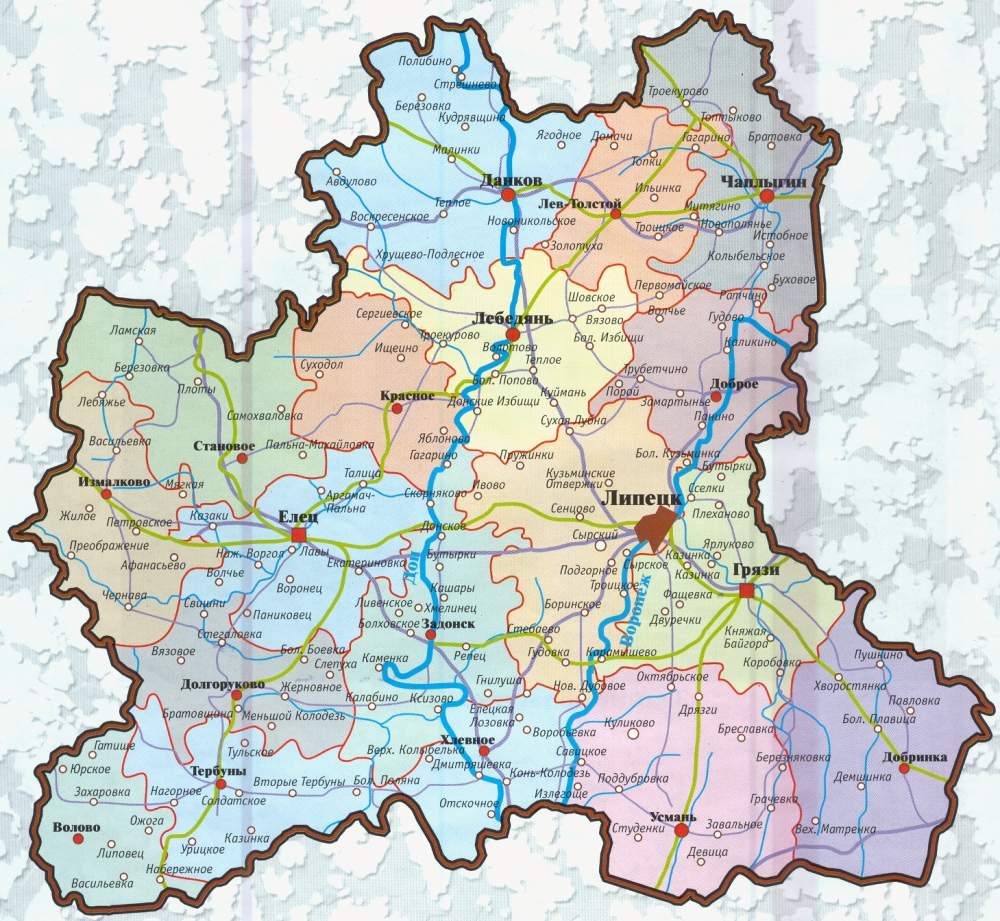 Полибино
Стрешнево
Троекурово
Березовка
Топтыково
Кудрявщина
Ягодное
Домачи
Гагарина
Братовка
Малинки
Топки
Авдулово
Данков
Ильинка
Чаплыгин
Теплое
Лев-Толстой
Митягино
Воскресенское
Новоникольское
Троицкое
Новополянье
Истобное
Золотуха
Хрущево-Подлесное
Колыбельское
Буховое
Первомайское
Ратчино
Шовское
Сергиевское
Лебедянь
Вязово
Волчье
Гудово
Ламская
Троекурово
Бол. Избищи
Каликино
Ищеино
Волотово
Теплое
Березовка
Суходол
Трубетчино
Плоты
Бол. Попово
Куймань
Порой
Доброе
Лебяжье
Красное
Донские Избищи
Замартынье
Самохваловка
Панино
Сухая Лубна
Васильевка
Становое
Пальна-Михайловка
Яблоново
Гагарино
Пружинки
Бол. Кузьминка
Бутырки
Измалково
Мягкая
Талица
Кузьминские
Отвержки
Аргамач-
Пальна
Скорняково
Ивово
Липецк
Сселки
Жилое
Петровское
Казаки
Елец
Сенцово
Плеханово
Донское
Сырский
Преображение
Ниж. Воргол
Лавы
Бутырки
Ярлуково
Афанасьево
Екатериновка
Дон
Казинка
Волчье
Подгорное
Сырское
Казинка
Грязи
Воронец
Кашары
Троицкое
Чернава
Свишни
Ливенское
Хмелинец
Боринское
Фащевка
Паниковец
Болховское
Задонск
Двуречки
Стегаловка
Стебаево
Воронеж
Княжая
Байгора
Вязовое
Бол. Боевка
Каменка
Репец
Гудовка
Карамышево
Пушкино
Слепуха
Коробовка
Долгоруково
Жерновное
Гнилуша
Октябрьское
Хворостянка
Калабино
Ксизово
Нов. Дубовое
Павловка
Братовщина
Меньшой Колодезь
Елецкая
Лозовка
Дрязги
Бол. Плавица
Куликово
Бреславка
Гатище
Тульское
Хлевное
Воробьевка
Верх. Колыбелька
Савицкое
Березняковка
Добринка
Юрское
Тербуны
Дмитряшевка
Конь-Колодезь
Поддубровка
Демшинка
Вторые Тербуны
Бол. Поляна
Захаровка
Нагорное
Солдатское
Излегоще
Отскочное
Грачевка
Ожога
Усмань
Волово
Студенки
Завальное
Вех. Матренка
Казинка
Липовец
Урицкое
Девица
Набережное
Васильевка